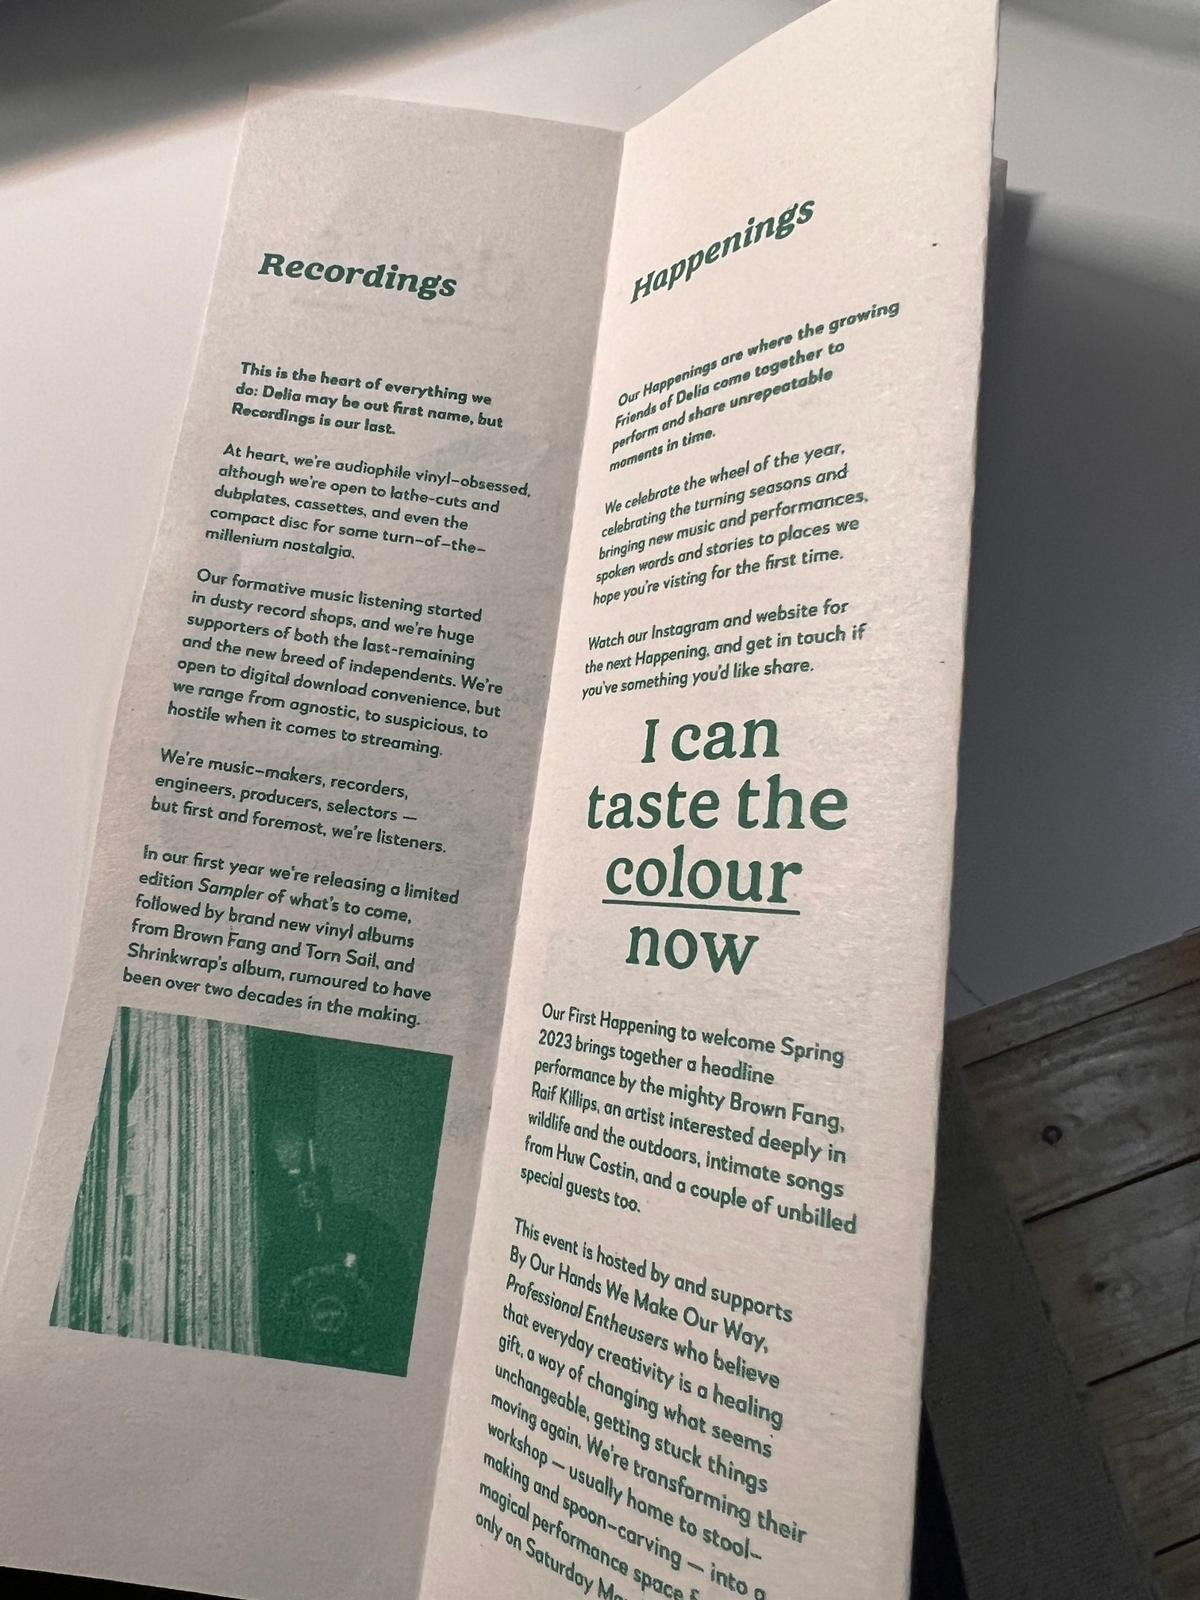 Recordings
This is the heart of everything we
do: Delia may be out first name, but
Recordings is our last.
At heart, we're audiophile vinyl-obsessed,
although we're open to lathe-cuts and
dubplates, cassettes, and even the
compact disc for some turn-of-the-
millenium nostalgia.
Our formative music listening started
in dusty record shops, and we're huge
supporters of both the last-remaining
and the new breed of independents. We're
open to digital download convenience, but
we range from agnostic, to suspicious, to
hostile when it comes to streaming.
We're music-makers, recorders,
engineers, producers, selectors —
but first and foremost, we're listeners.
In our first year we're releasing a limited
edition Sampler of what's to come,
followed by brand new vinyl albums
from Brown Fang and Torn Sail, and
Shrinkwrap's album, rumoured to have
been over two decades in the making.
Happenings
Our Happenings are where the growing
Friends of Delia come together to
perform and share unrepeatable
moments in time.
We celebrate the wheel of the year,
celebrating the turning seasons and
bringing new music and performances,
spoken words and stories to places we
hope you're visting for the first time.
Watch our Instagram and website for
the next Happening, and get in touch if
you've something you'd like share.
I can
taste the
colour
now
Our First Happening to welcome Spring
2023 brings together a headline
performance by the mighty Brown Fang,
Raif Killips, an artist interested deeply in
wildlife and the outdoors, intimate songs
from Huw Costin, and a couple of unbilled
special guests too.
This event is hosted by and supports
By Our Hands We Make Our Way,
Professional Entheusers who believe
that everyday creativity is a healing
gift, a way of changing what seems
unchangeable, getting stuck things
moving again. We're transforming their
workshop — usually home to stool-
making and spoon-carving — into a
magical performance space &
only on Saturday